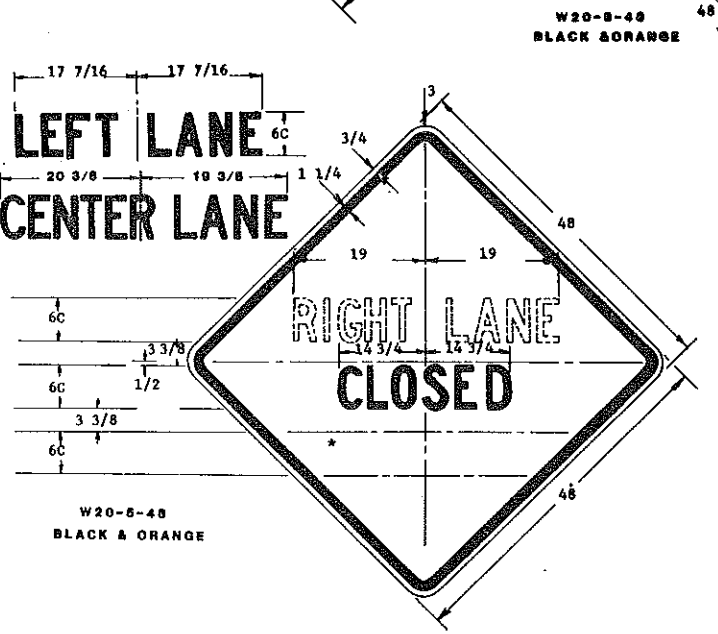 W20-8-48
BLACK &ORANGE
48
17 7/16 17 7/16
LEFT LANE
6C
20 3/8 19 3/8
CENTER LANE
3
3/4
1 1/4
48
19 19
RIGHT LANE
14 3/4 14 3/4
CLOSED
6C
3 3/8
6C
1/2
3 3/8
6C
*
48
W20-5-48
BLACK & ORANGE